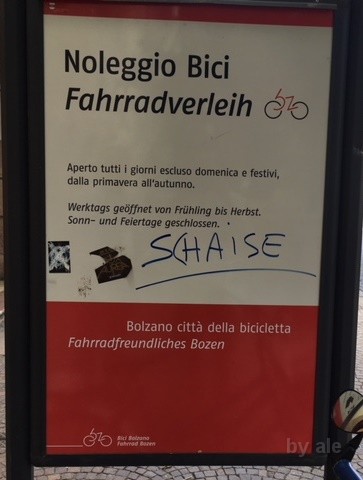 Noleggio Bici
Fahrradverleih
Aperto tutti i giorni escluso domenica e festivi,
dalla primavera all'autunno.
Werktags geöffnet von Frühling bis Herbst.
Sonn- und Feiertage geschlossen.
SCHAISE
Bolzano città della bicicletta
Fahrradfreundliches Bozen
Bici Bolzano
Fahrrad Bozen
by ale